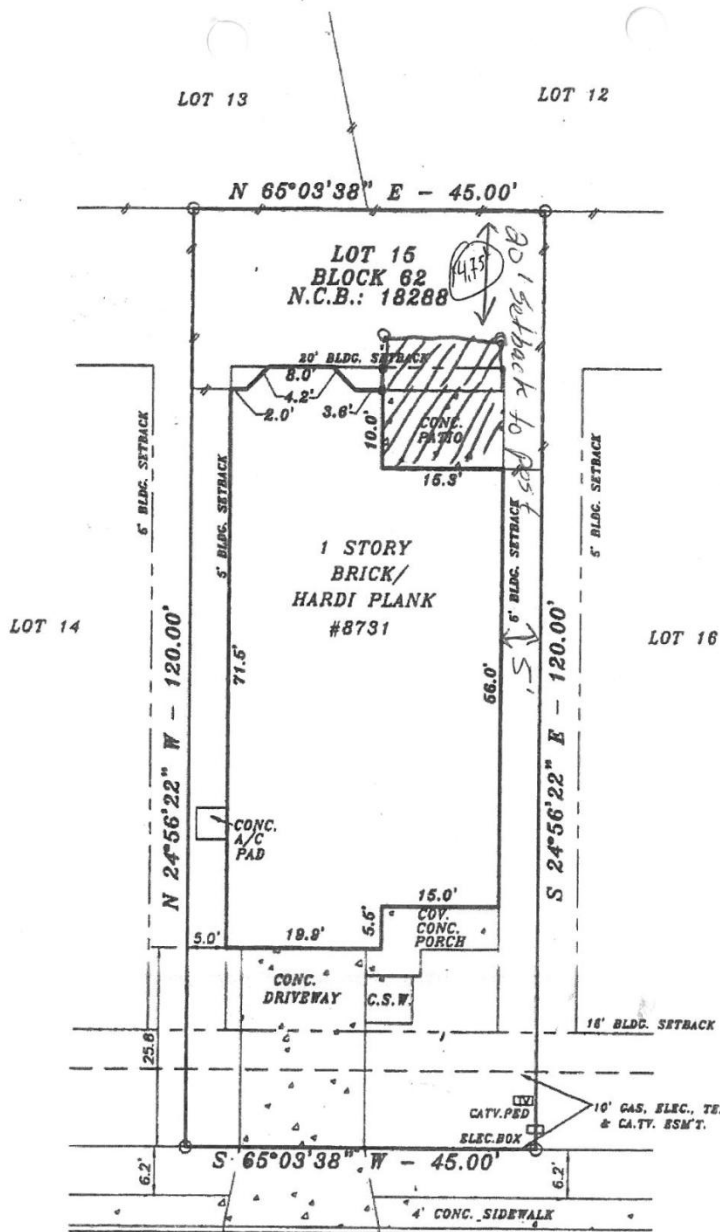 LOT 13
LOT 12
N 65°03'38" E - 45.00'
LOT 15
BLOCK 62
N.C.B.: 18288
14.75'
20' Setback to post
20' BLDG. SETBACK
8.0'
4.2'
2.0'
3.6'
10.0'
CONC.
PATIO
15.3'
5' BLDG. SETBACK
5' BLDG. SETBACK
5' BLDG. SETBACK
5' BLDG. SETBACK
1 STORY
BRICK/
HARDI PLANK
#8731
LOT 14
LOT 16
5'
N 24°56'22" W - 120.00'
71.5'
56.0'
S 24°56'22" E - 120.00'
CONC.
A/C
PAD
15.0'
5.5'
COV.
CONC.
PORCH
5.0'
19.9'
CONC.
DRIVEWAY
C.S.W.
25.8'
16' BLDG. SETBACK
TV
CATV.PED
10' GAS, ELEC., TE
& CA.TV. ESM'T.
ELEC.BOX
S 65°03'38" W - 45.00'
6.2'
6.2'
4' CONC. SIDEWALK